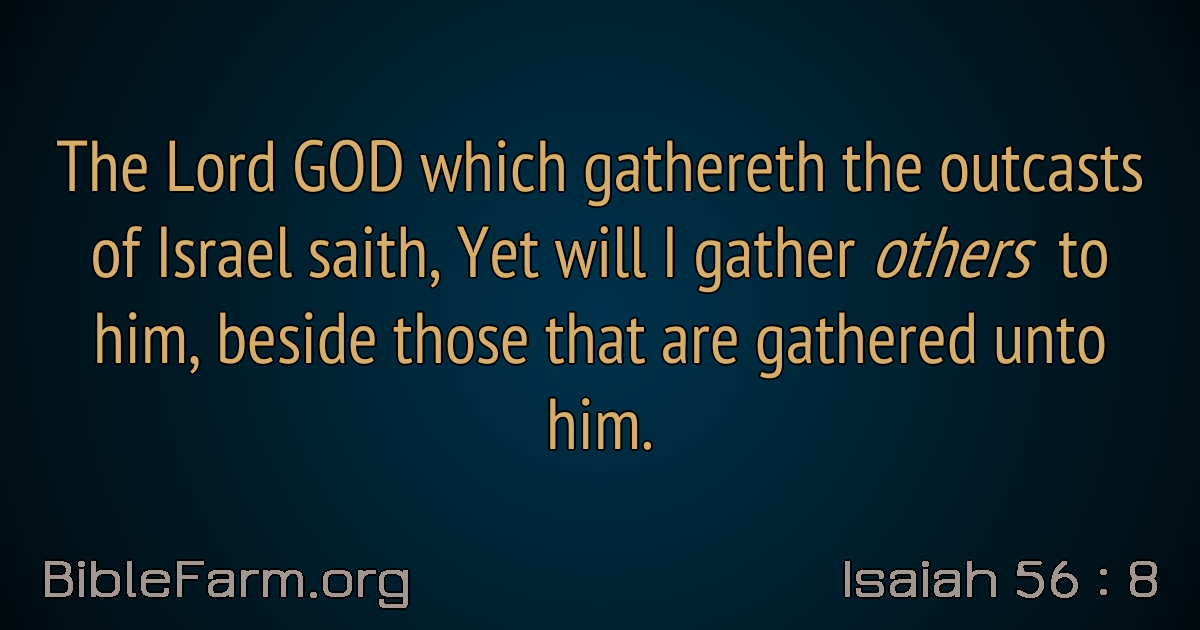 The Lord GOD which gathereth the outcasts
of Israel saith, Yet will I gather others to
him, beside those that are gathered unto
him.
BibleFarm.org
Isaiah 56 : 8